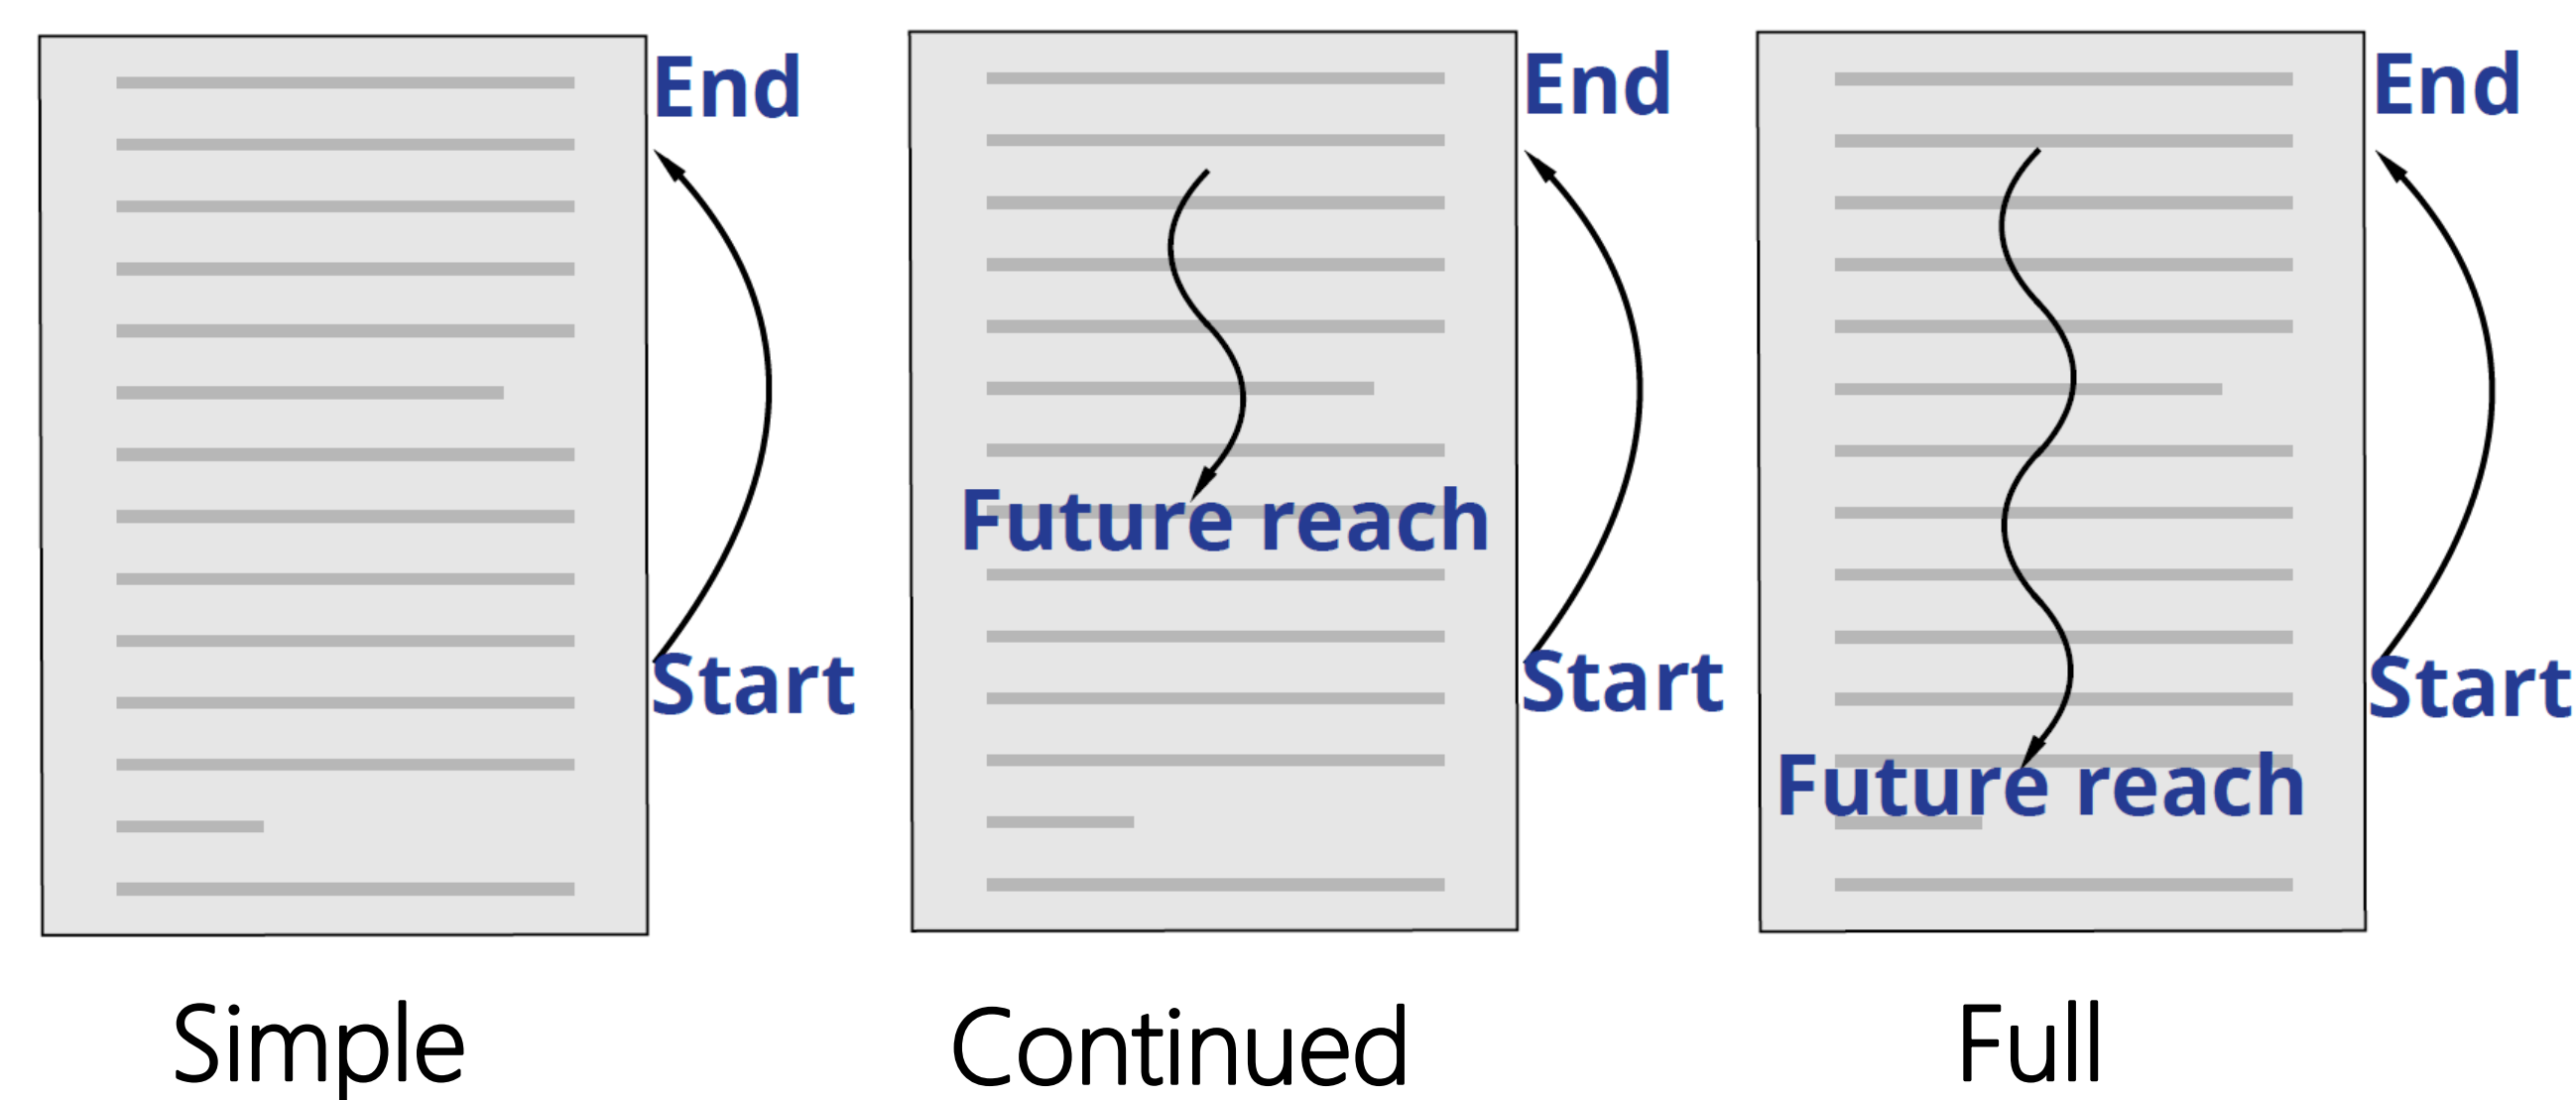 End
Start
Simple
End
Future reach
Start
Continued
End
Start
Future reach
Full